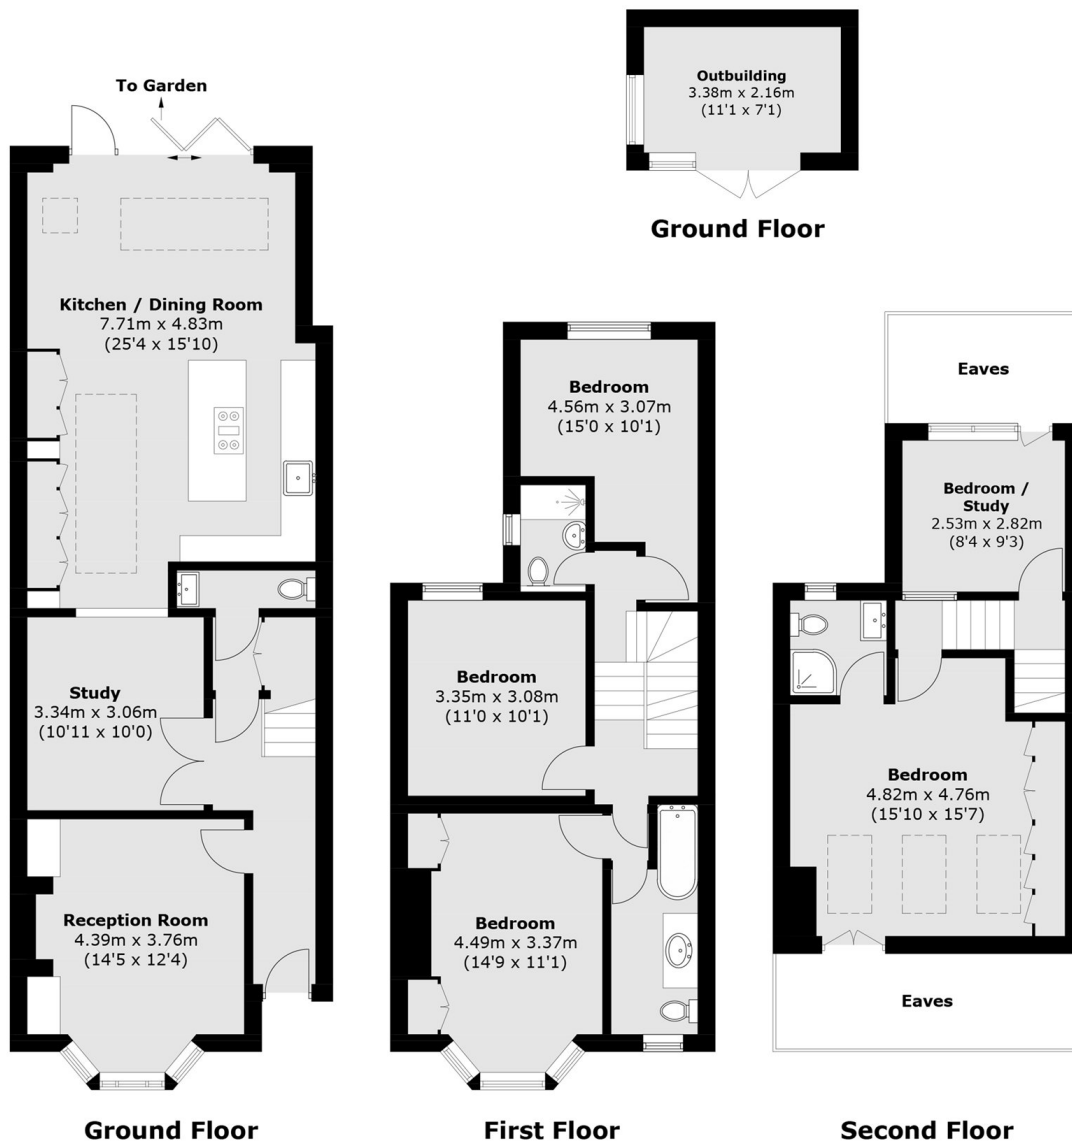 To Garden
Outbuilding
3.38m x 2.16m
(11'1 x 7'1)
Ground Floor
Kitchen / Dining Room
7.71m x 4.83m
(25'4 x 15'10)
Study
3.34m x 3.06m
(10'11 x 10'0)
Reception Room
4.39m x 3.76m
(14'5 x 12'4)
Ground Floor
Bedroom
4.56m x 3.07m
(15'0 x 10'1)
Bedroom
3.35m x 3.08m
(11'0 x 10'1)
Bedroom
4.49m x 3.37m
(14'9 x 11'1)
First Floor
Eaves
Bedroom /
Study
2.53m x 2.82m
(8'4 x 9'3)
Bedroom
4.82m x 4.76m
(15'10 x 15'7)
Eaves
Second Floor